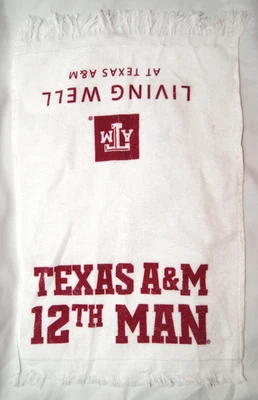 LIVING WELL
AT TEXAS A&M
ATM
®
TEXAS A&M
12TH MAN®